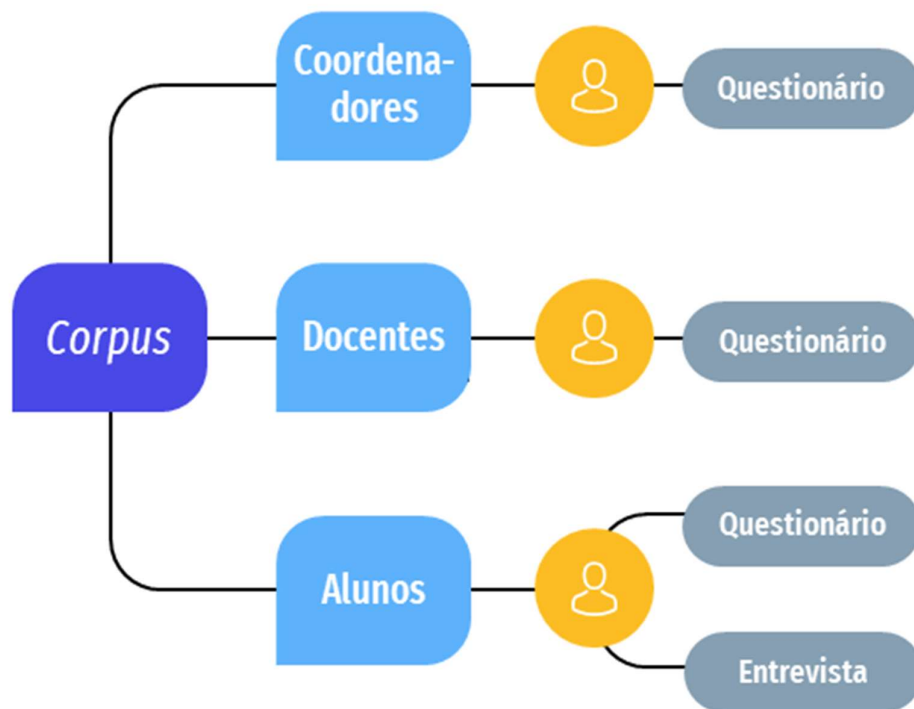 Coordena-
dores
Questionário
Corpus
Docentes
Questionário
Alunos
Questionário
Entrevista